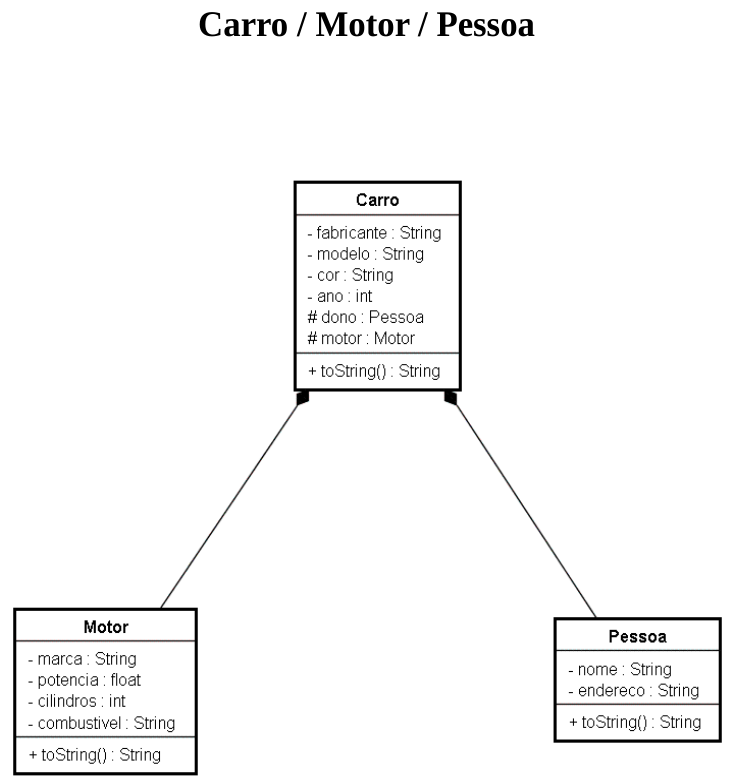 Carro / Motor / Pessoa
Carro
- fabricante : String
- modelo : String
- cor : String
- ano : int
# dono : Pessoa
# motor : Motor
+ toString() : String
Motor
- marca : String
- potencia : float
- cilindros : int
- combustivel : String
+ toString() : String
Pessoa
- nome : String
- endereco : String
+ toString() : String